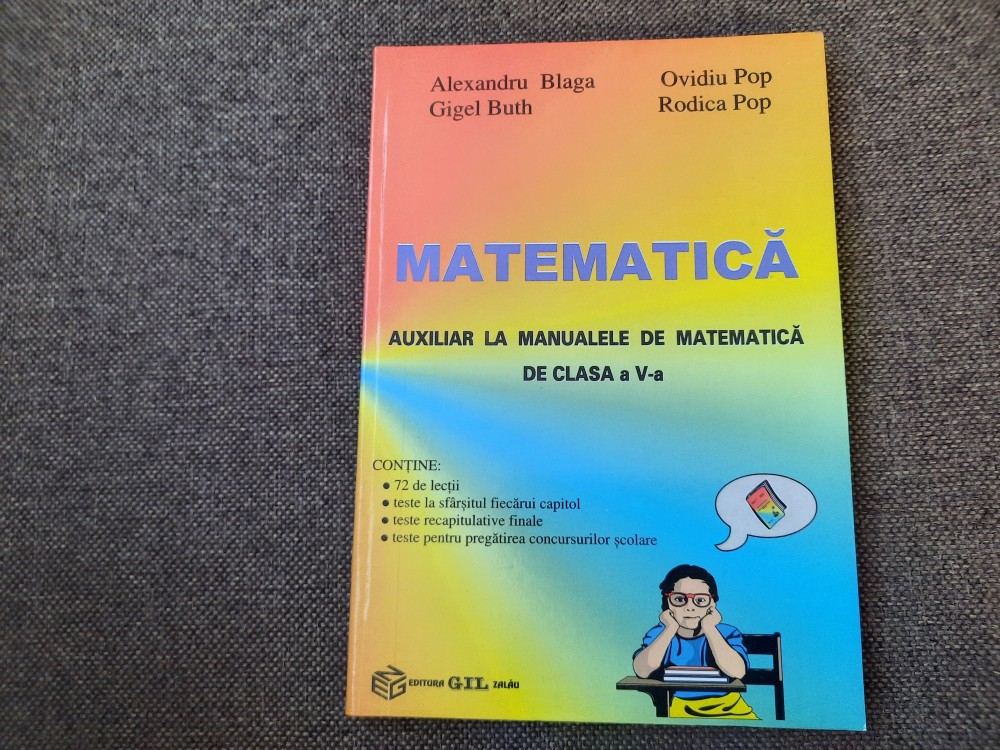 Alexandru Blaga
Gigel Buth
Ovidiu Pop
Rodica Pop
MATEMATICĂ
AUXILIAR LA MANUALELE DE MATEMATICĂ
DE CLASA a V-a
CONȚINE:
● 72 de lecții
● teste la sfârșitul fiecărui capitol
● teste recapitulative finale
● teste pentru pregătirea concursurilor școlare
EDITURA GIL ZALĂU